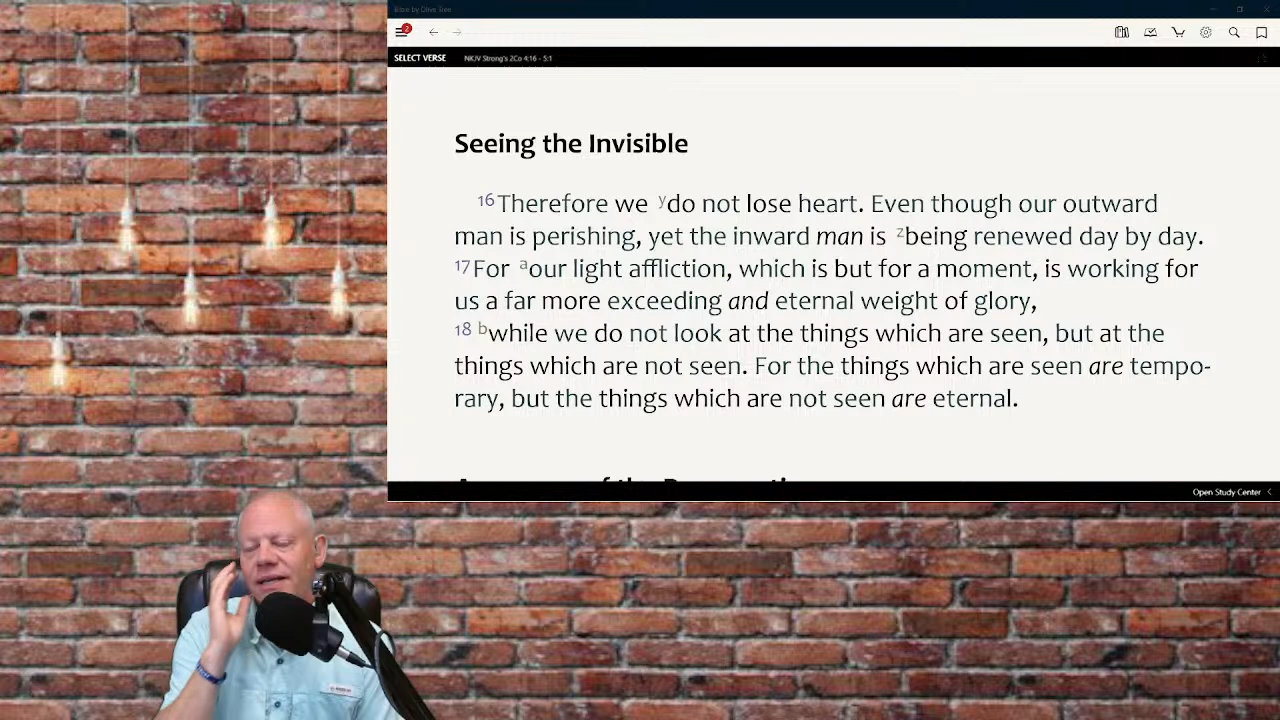 Bible by Olive Tree
2
SELECT VERSE NKJV Strong's 2Co 4:16 - 5:1
Seeing the Invisible
16 Therefore we y do not lose heart. Even though our outward
man is perishing, yet the inward man is z being renewed day by day.
17 For a our light affliction, which is but for a moment, is working for
us a far more exceeding and eternal weight of glory,
18 b while we do not look at the things which are seen, but at the
things which are not seen. For the things which are seen are tempo-
rary, but the things which are not seen are eternal.
Open Study Center